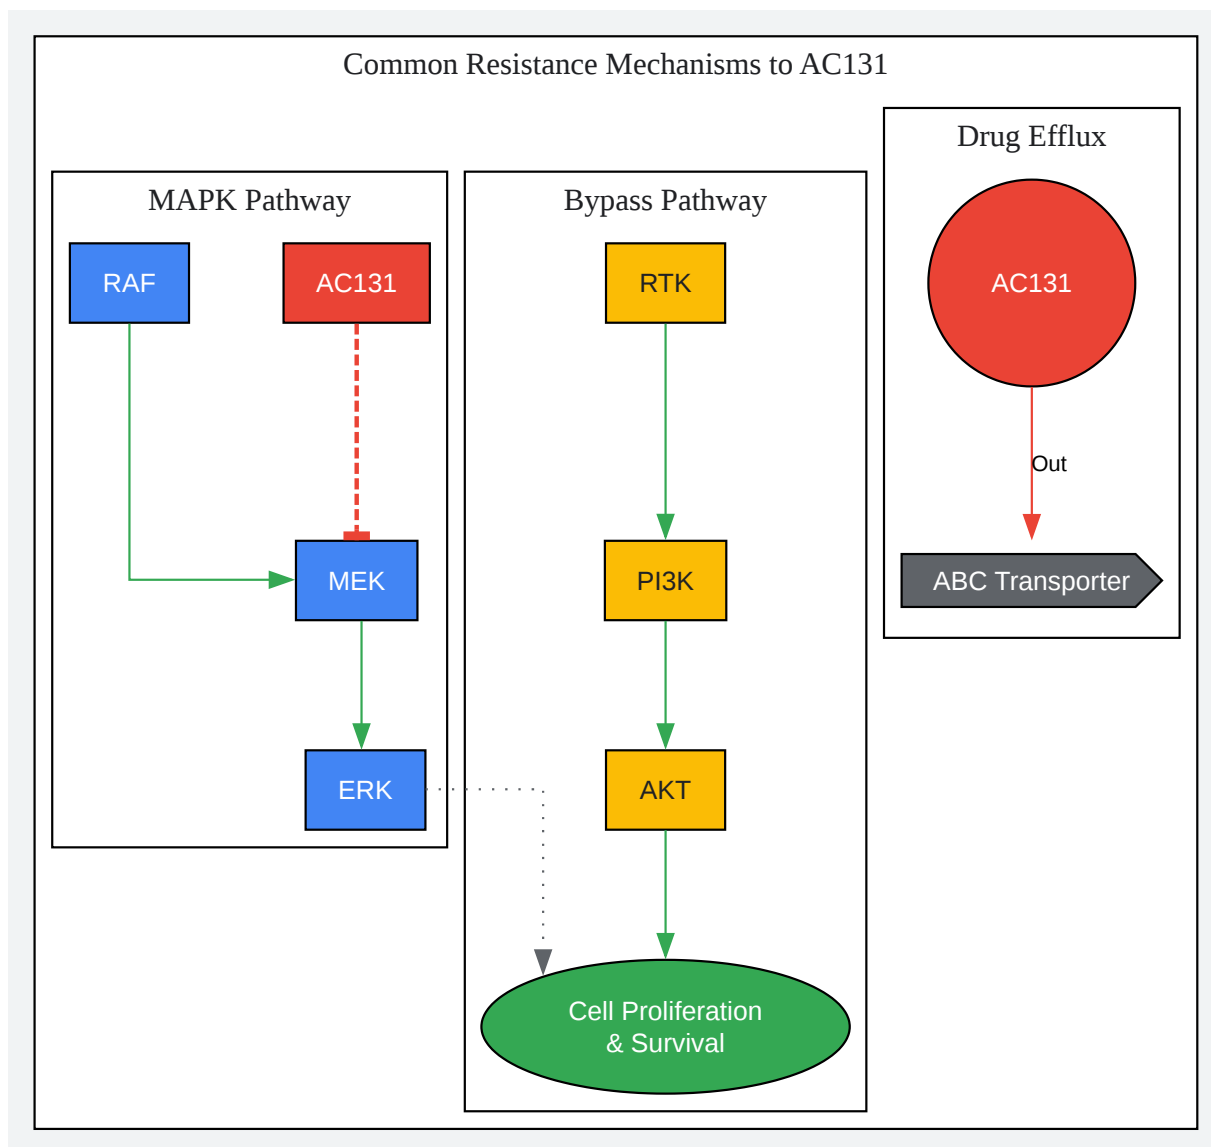 Common Resistance Mechanisms to AC131
MAPK Pathway
RAF
AC131
MEK
ERK
Bypass Pathway
RTK
PI3K
AKT
Cell Proliferation
& Survival
Drug Efflux
AC131
Out
ABC Transporter